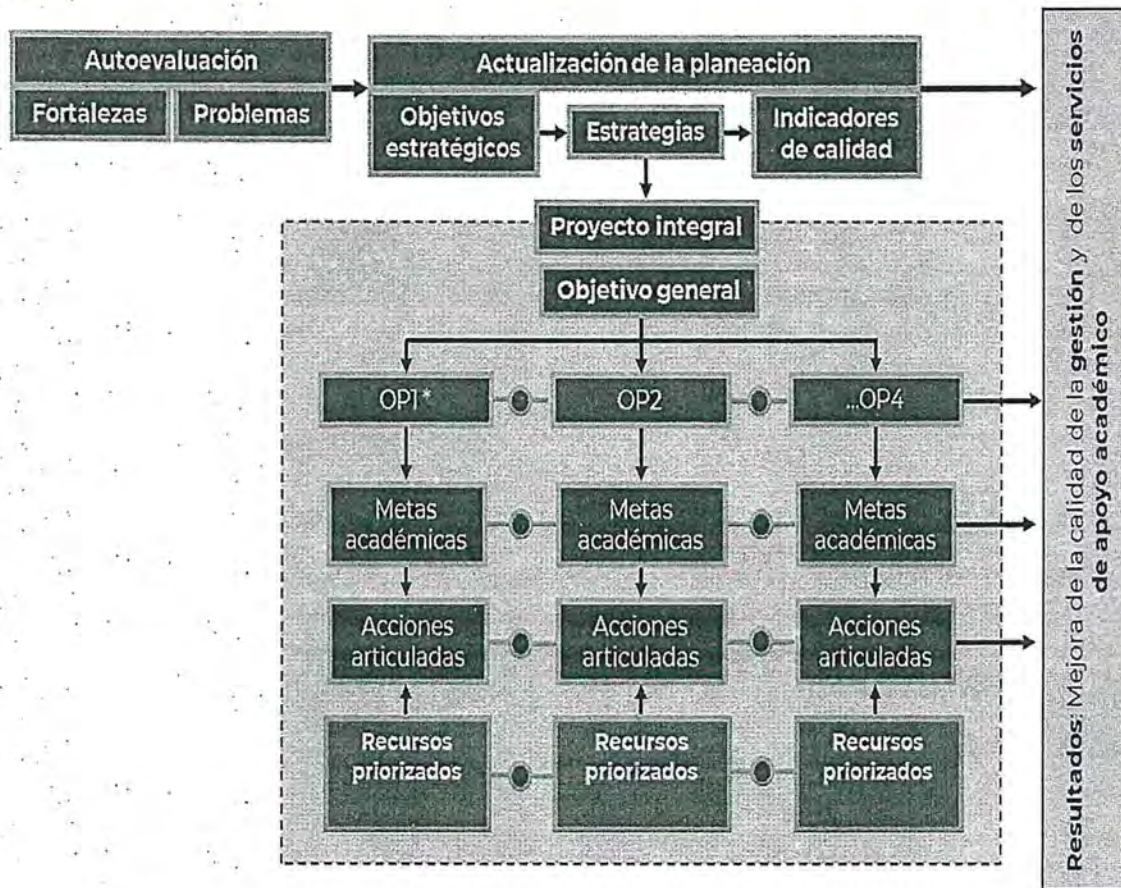 Autoevaluación
Fortalezas
Problemas
Actualización de la planeación
Objetivos
estratégicos
Estrategias
Indicadores
de calidad
Proyecto integral
Objetivo general
OP1*
OP2
...OP4
Metas
académicas
Metas
académicas
Metas
académicas
Acciones
articuladas
Acciones
articuladas
Acciones
articuladas
Recursos
priorizados
Recursos
priorizados
Recursos
priorizados
Resultados: Mejora de la calidad de la gestión y de los servicios
de apoyo académico